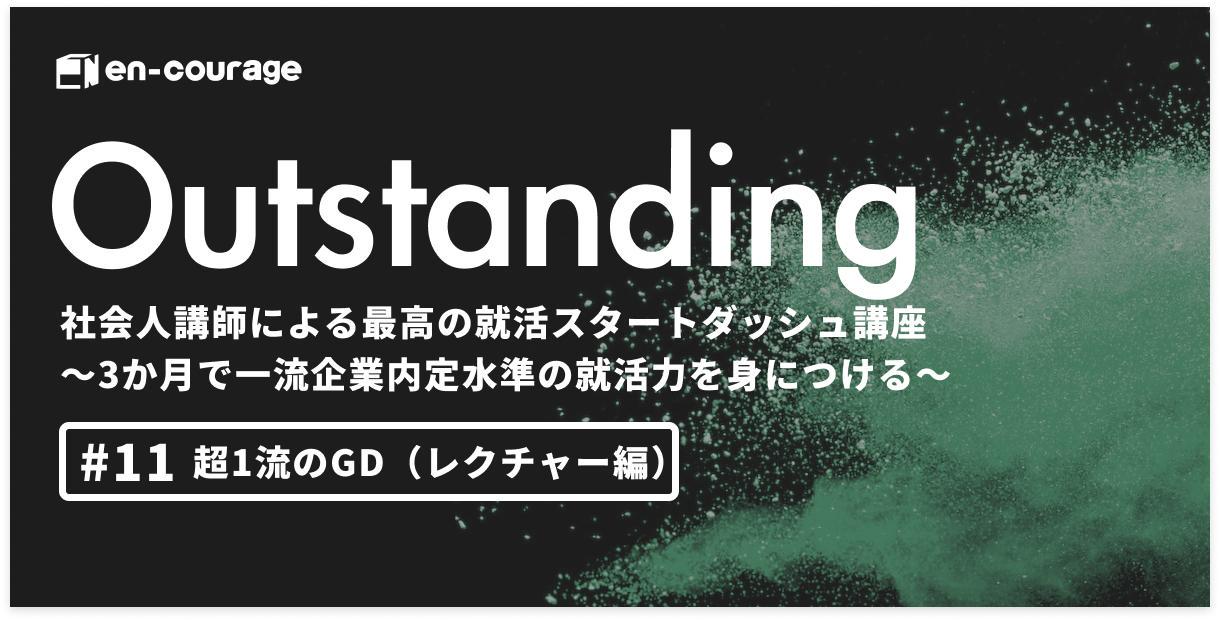 en-courage
Outstanding
社会人講師による最高の就活スタートダッシュ講座
～3か月で一流企業内定水準の就活力を身につける～
#11 超1流のGD（レクチャー編）